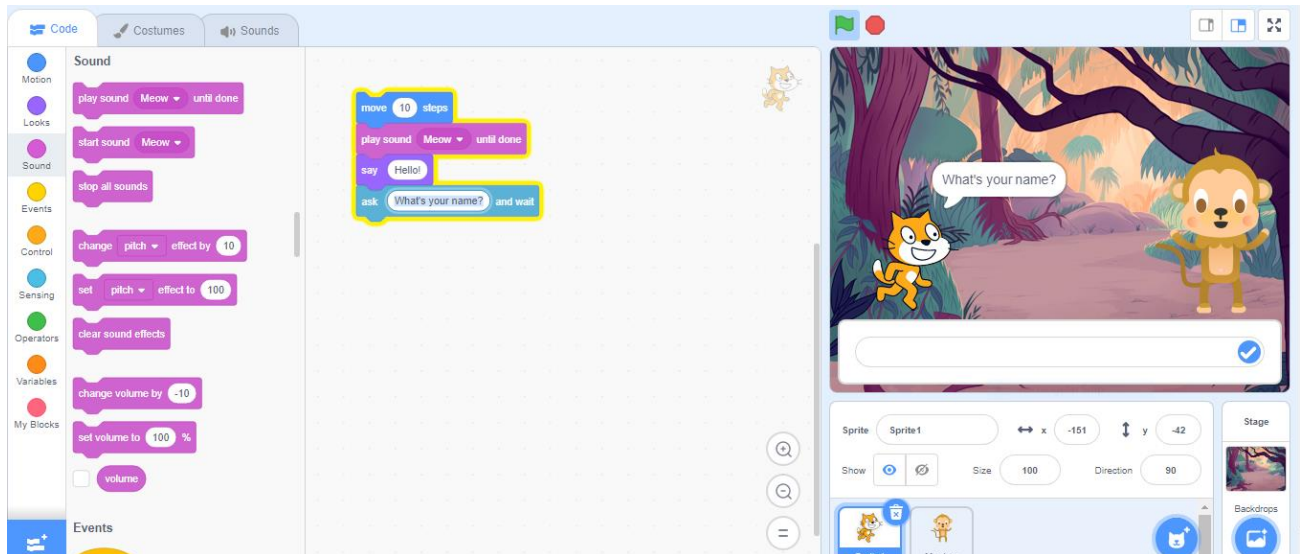 Code
Costumes
Sounds
Motion
Looks
Sound
Events
Control
Sensing
Operators
Variables
My Blocks
Sound
play sound Meow until done
start sound Meow
stop all sounds
change pitch effect by 10
set pitch effect to 100
clear sound effects
change volume by -10
set volume to 100 %
volume
Events
move 10 steps
play sound Meow until done
say Hello!
ask What's your name? and wait
What's your name?
Sprite Sprite1 x -151 y -42
Show Size 100 Direction 90
Stage
Backdrops